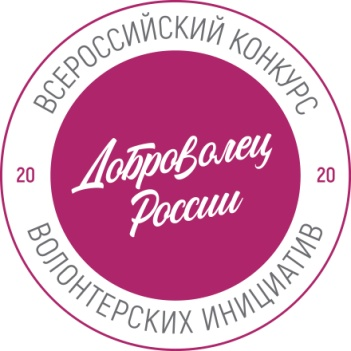 ВСЕРОССИЙСКИЙ КОНКУРС
20
Доброволец
России
20
ВОЛОНТЕРСКИХ ИНИЦИАТИВ